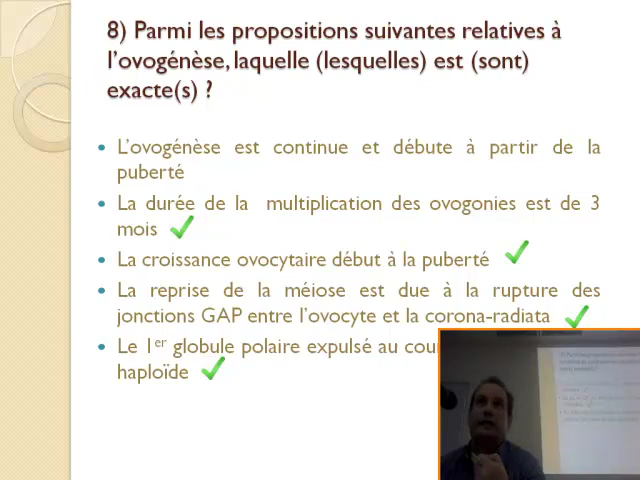 8) Parmi les propositions suivantes relatives à
l'ovogénèse, laquelle (lesquelles) est (sont)
exacte(s) ?
• L'ovogénèse est continue et débute à partir de la
puberté
• La durée de la multiplication des ovogonies est de 3
mois
• La croissance ovocytaire début à la puberté
• La reprise de la méiose est due à la rupture des
jonctions GAP entre l'ovocyte et la corona-radiata
• Le 1er globule polaire expulsé au cour
haploïde